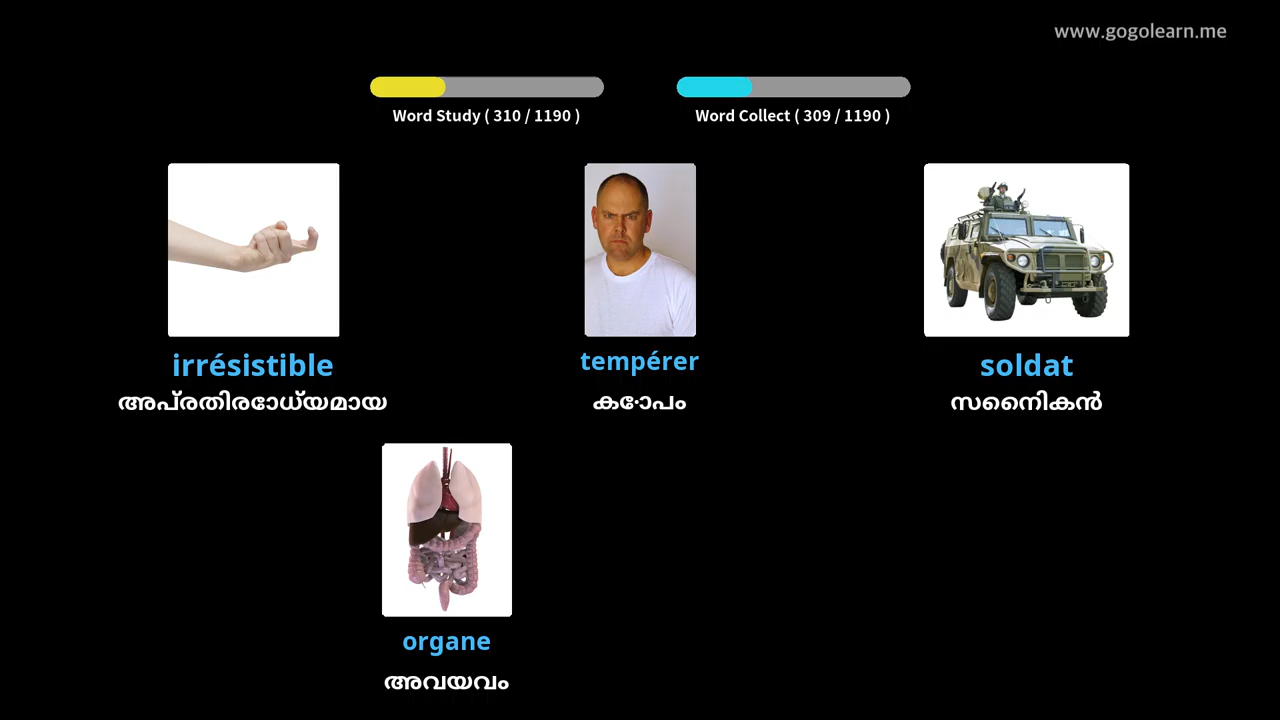 www.gogolearn.me
Word Study ( 310 / 1190 )
Word Collect ( 309 / 1190 )
irrésistible
tempérer
soldat
അപ്രതിരോധ്യമായ
കോപം
സൈനികൻ
organe
അവയവം